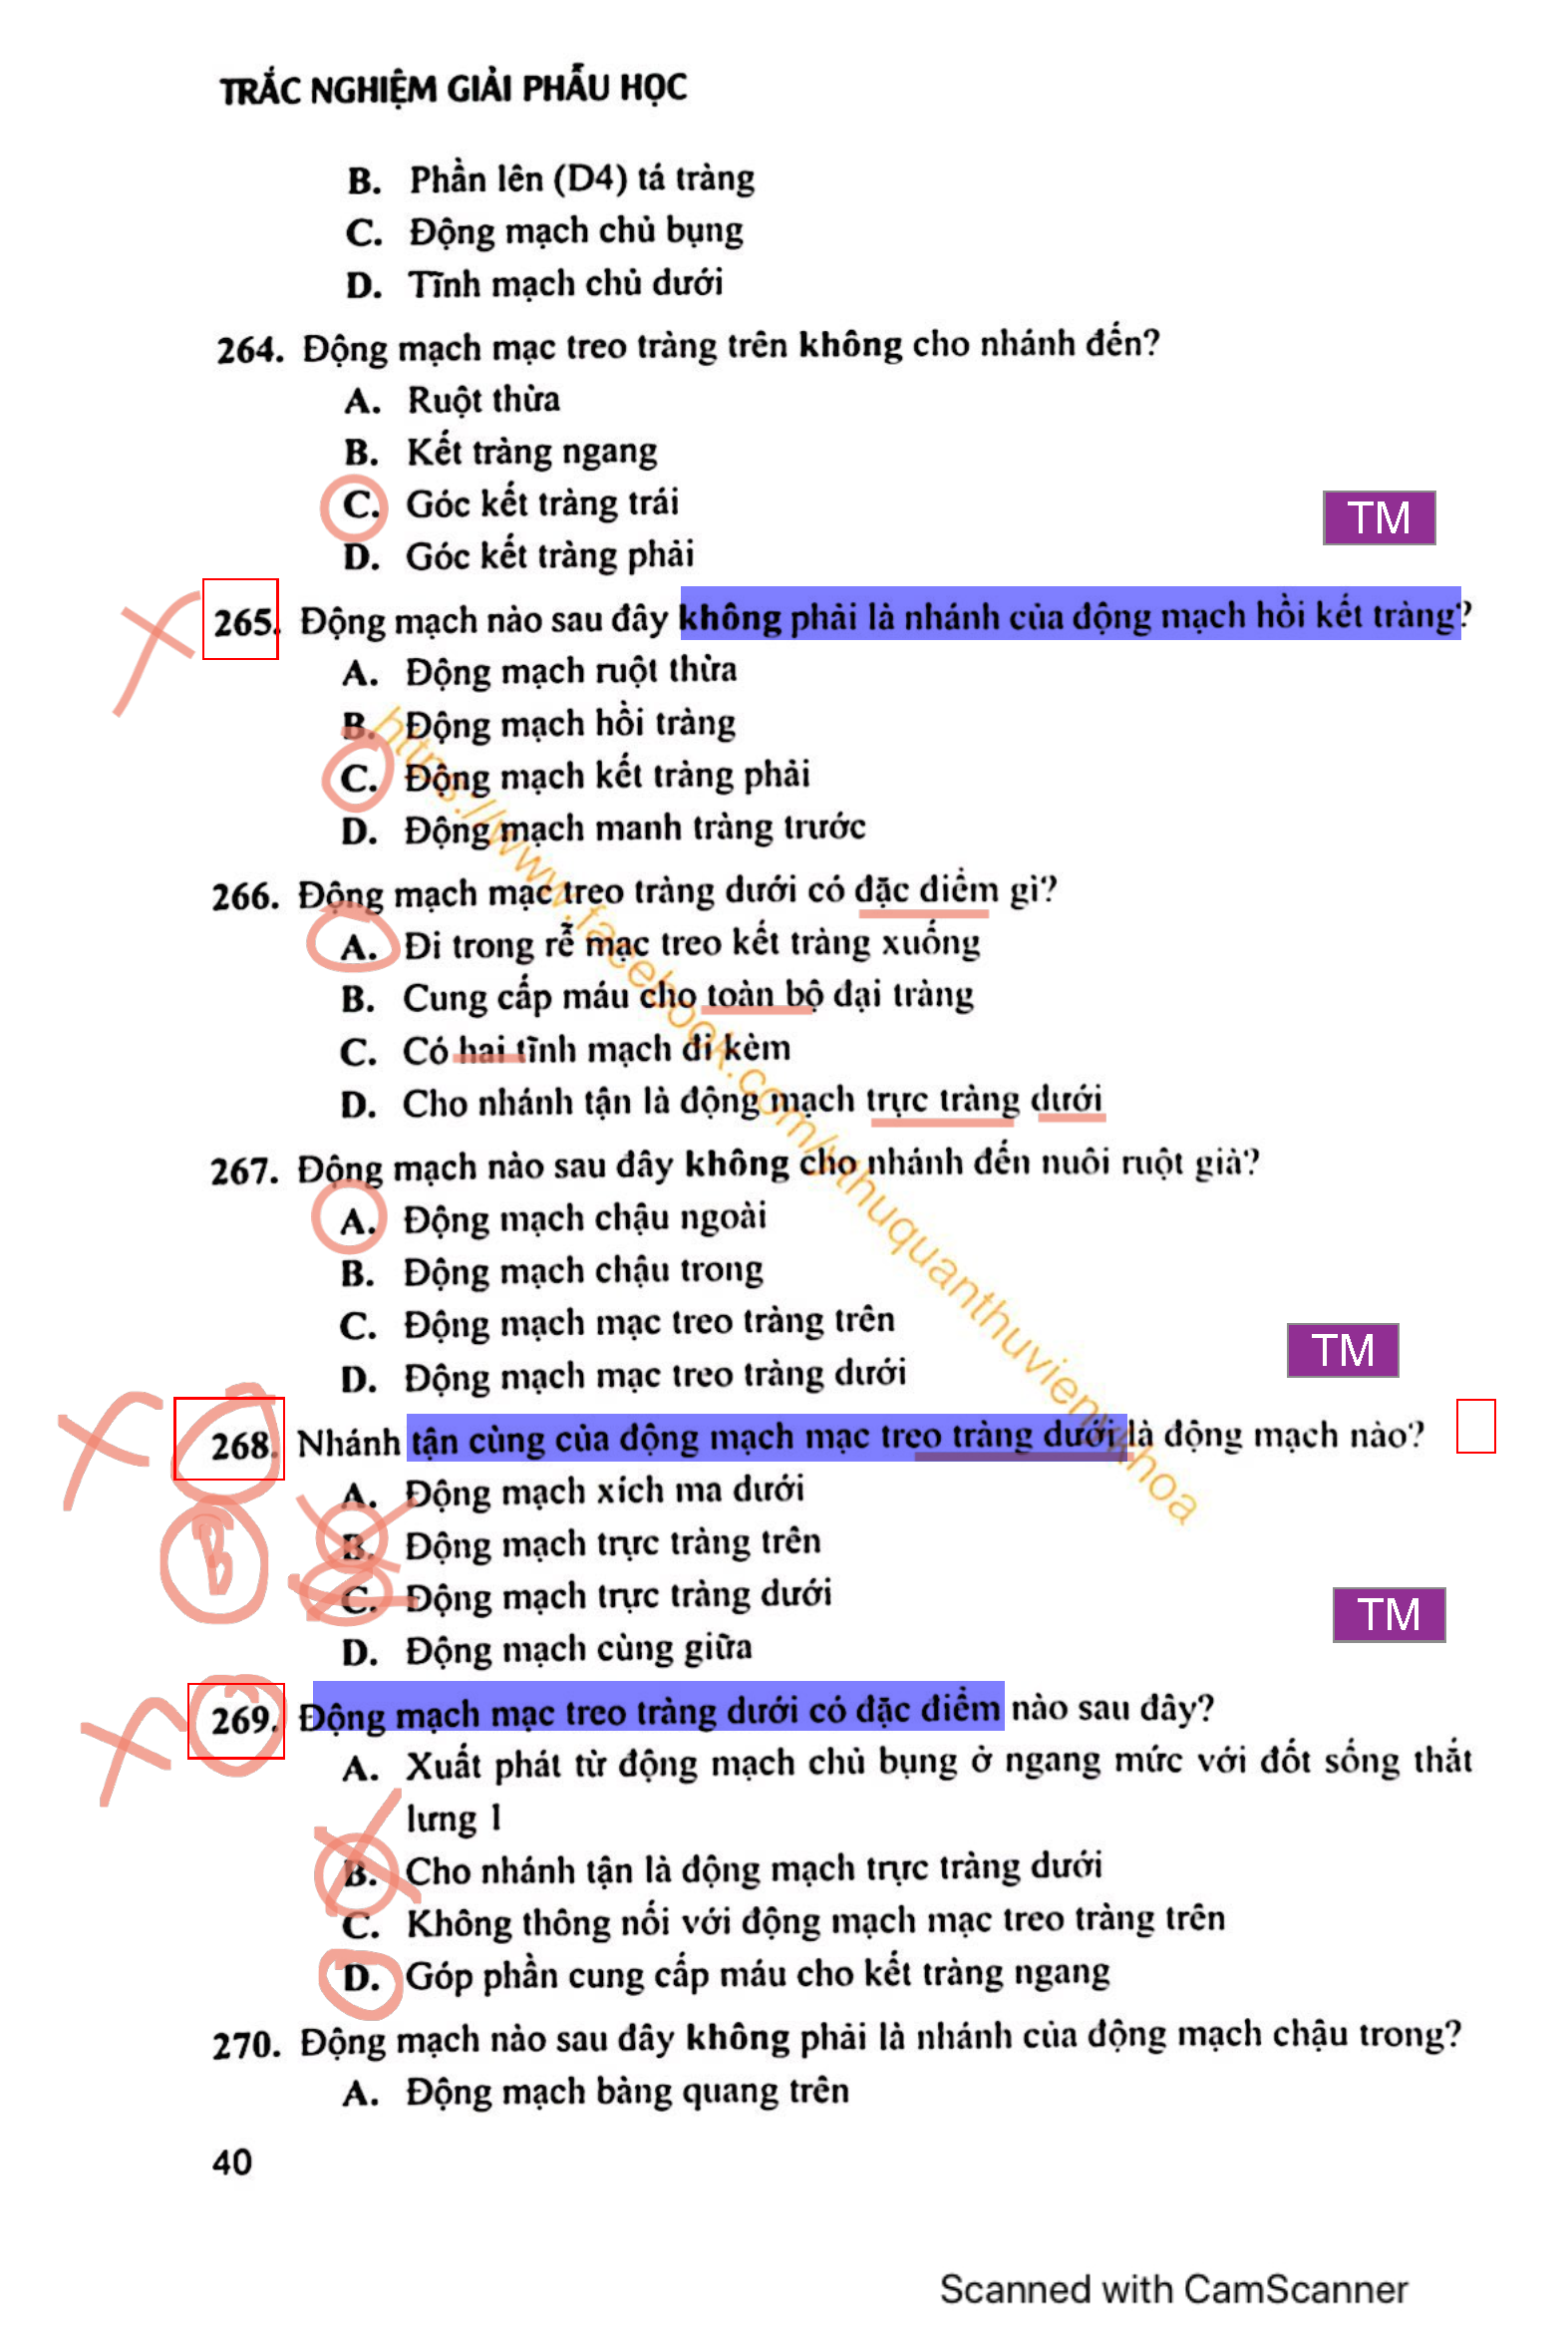 TRẮC NGHIỆM GIẢI PHẪU HỌC
B. Phần lên (D4) tá tràng
C. Động mạch chủ bụng
D. Tĩnh mạch chủ dưới
264. Động mạch mạc treo tràng trên không cho nhánh đến?
A. Ruột thừa
B. Kết tràng ngang
C. Góc kết tràng trái
TM
D. Góc kết tràng phải
265. Động mạch nào sau đây không phải là nhánh của động mạch hồi kết tràng?
A. Động mạch ruột thừa
B. Động mạch hồi tràng
C. Động mạch kết tràng phải
D. Động mạch manh tràng trước
266. Động mạch mạc treo tràng dưới có đặc điểm gì?
A. Đi trong rễ mạc treo kết tràng xuống
B. Cung cấp máu cho toàn bộ đại tràng
C. Có hai tĩnh mạch đi kèm
D. Cho nhánh tận là động mạch trực tràng dưới
267. Động mạch nào sau đây không cho nhánh đến nuôi ruột già?
A. Động mạch chậu ngoài
B. Động mạch chậu trong
C. Động mạch mạc treo tràng trên
TM
D. Động mạch mạc treo tràng dưới
268. Nhánh tận cùng của động mạch mạc treo tràng dưới là động mạch nào?
A. Động mạch xích ma dưới
B. Động mạch trực tràng trên
B
C. Động mạch trực tràng dưới
TM
D. Động mạch cùng giữa
269. Động mạch mạc treo tràng dưới có đặc điểm nào sau đây?
A. Xuất phát từ động mạch chủ bụng ở ngang mức với đốt sống thắt
lưng 1
B. Cho nhánh tận là động mạch trực tràng dưới
C. Không thông nối với động mạch mạc treo tràng trên
D. Góp phần cung cấp máu cho kết tràng ngang
270. Động mạch nào sau đây không phải là nhánh của động mạch chậu trong?
A. Động mạch bàng quang trên
40
Scanned with CamScanner